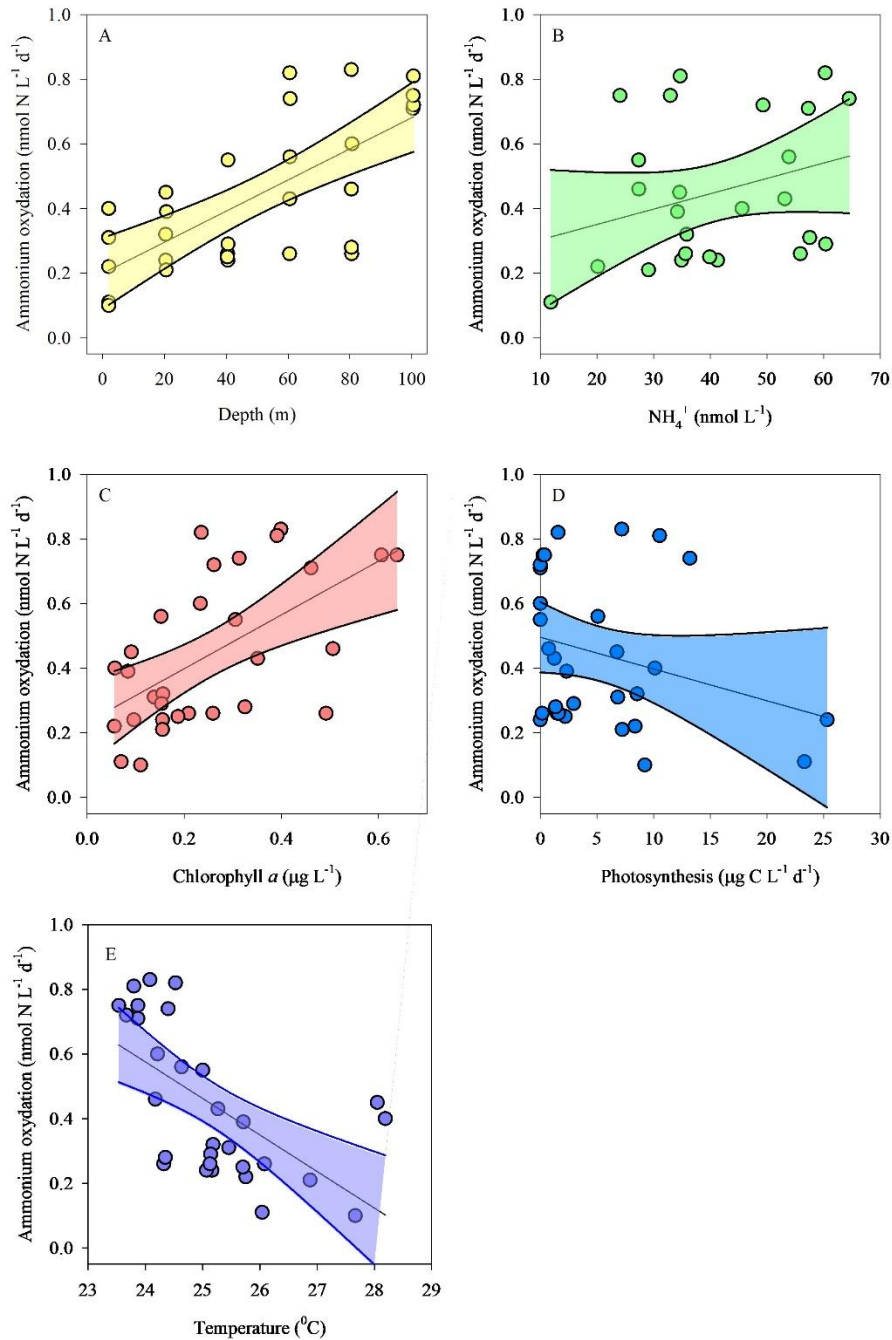 A
Ammonium oxydation (nmol N L⁻¹ d⁻¹)
1.0
0.8
0.6
0.4
0.2
0.0
0 20 40 60 80 100
Depth (m)
B
Ammonium oxydation (nmol N L⁻¹ d⁻¹)
1.0
0.8
0.6
0.4
0.2
0.0
10 20 30 40 50 60 70
NH₄⁺ (nmol L⁻¹)
C
Ammonium oxydation (nmol N L⁻¹ d⁻¹)
1.0
0.8
0.6
0.4
0.2
0.0
0.0 0.2 0.4 0.6
Chlorophyll a (μg L⁻¹)
D
Ammonium oxydation (nmol N L⁻¹ d⁻¹)
1.0
0.8
0.6
0.4
0.2
0.0
0 5 10 15 20 25 30
Photosynthesis (μg C L⁻¹ d⁻¹)
E
Ammonium oxydation (nmol N L⁻¹ d⁻¹)
1.0
0.8
0.6
0.4
0.2
0.0
23 24 25 26 27 28 29
Temperature (⁰C)